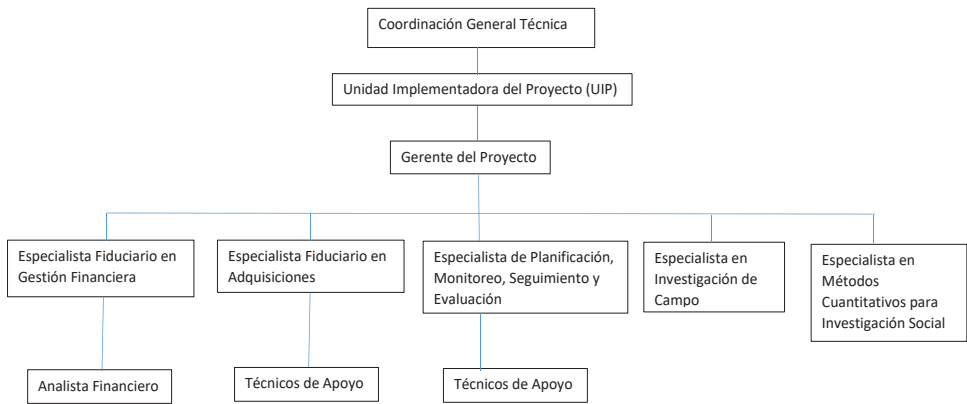 Coordinación General Técnica
Unidad Implementadora del Proyecto (UIP)
Gerente del Proyecto
Especialista Fiduciario en
Gestión Financiera
Especialista Fiduciario en
Adquisiciones
Especialista de Planificación,
Monitoreo, Seguimiento y
Evaluación
Especialista en
Investigación de
Campo
Especialista en
Métodos
Cuantitativos para
Investigación Social
Analista Financiero
Técnicos de Apoyo
Técnicos de Apoyo